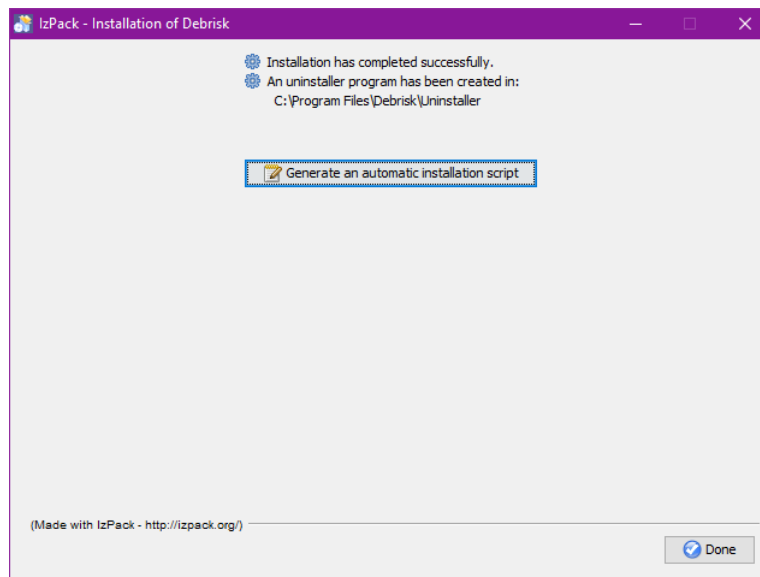 IzPack - Installation of Debrisk
Installation has completed successfully.
An uninstaller program has been created in:
C:\Program Files\Debrisk\Uninstaller
Generate an automatic installation script
(Made with IzPack - http://izpack.org/)
Done